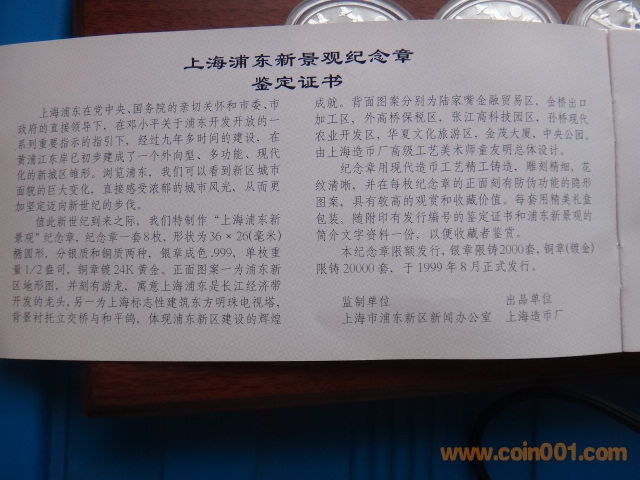 上海浦东新景观纪念章
鉴定证书
上海浦东在党中央、国务院的亲切关怀和市委、市
政府的直接领导下，在邓小平关于浦东开发开放的一
系列重要指示的指引下，经过九年多时间的建设，在
黄浦江东岸已初步建成了一个外向型、多功能、现代
化的新城区雏形。浏览浦东，我们可以看到新区城市
面貌的巨大变化，直接感受浓郁的城市风光，从而更
加坚定迈向新世纪的步伐。
值此新世纪到来之际，我们特制作“上海浦东新
景观”纪念章，纪念章一套8枚，形状为36×26(毫米)
椭圆形，分银质和铜质两种，银章成色.999，单枚重
量1/2盎司，铜章镀24K黄金。正面图案一为浦东新
区地形图，并刻有游龙，寓意上海浦东是长江经济带
开发的龙头，另一为上海标志性建筑东方明珠电视塔，
背景衬托立交桥与和平鸽，体现浦东新区建设的辉煌
成就。背面图案分别为陆家嘴金融贸易区，金桥出口
加工区，外高桥保税区，张江高科技园区，孙桥现代
农业开发区，华夏文化旅游区，金茂大厦，中央公园。
由上海造币厂高级工艺美术师童友明总体设计。
纪念章用现代造币工艺精工铸造，雕刻精细，花
纹清晰，并在每枚纪念章的正面刻有防伪功能的隐形
图案，具有较高的观赏和收藏价值。每套用精美礼盒
包装，随附印有发行编号的鉴定证书和浦东新景观的
简介文字资料一份，以便收藏者鉴赏。
本纪念章限额发行，银章限铸2000套，铜章(镀金)
限铸20000套，于1999年8月正式发行。
监制单位 出品单位
上海市浦东新区新闻办公室 上海造币厂
www.coin001.com